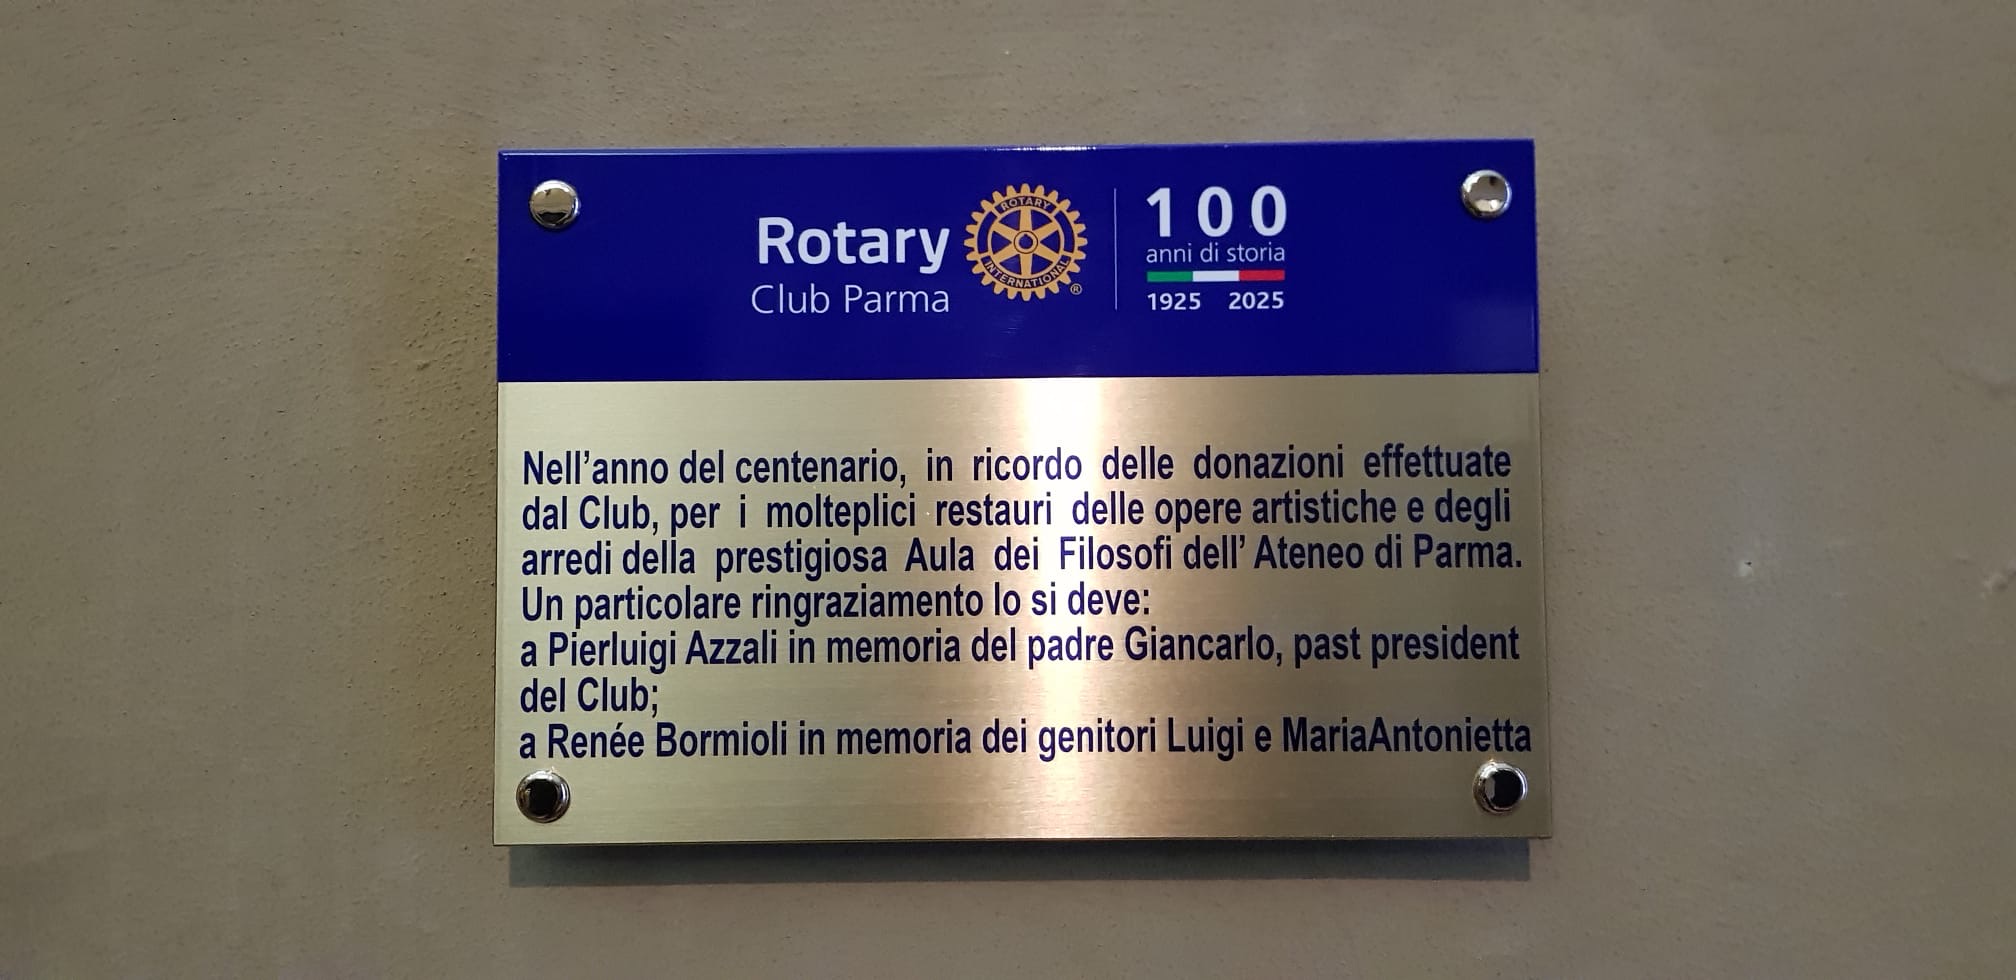 Rotary
Club Parma
ROTARY
INTERNATIONAL
®
100
anni di storia
1925 2025
Nell'anno del centenario, in ricordo delle donazioni effettuate
dal Club, per i molteplici restauri delle opere artistiche e degli
arredi della prestigiosa Aula dei Filosofi dell' Ateneo di Parma.
Un particolare ringraziamento lo si deve:
a Pierluigi Azzali in memoria del padre Giancarlo, past president
del Club;
a Renée Bormioli in memoria dei genitori Luigi e MariaAntonietta